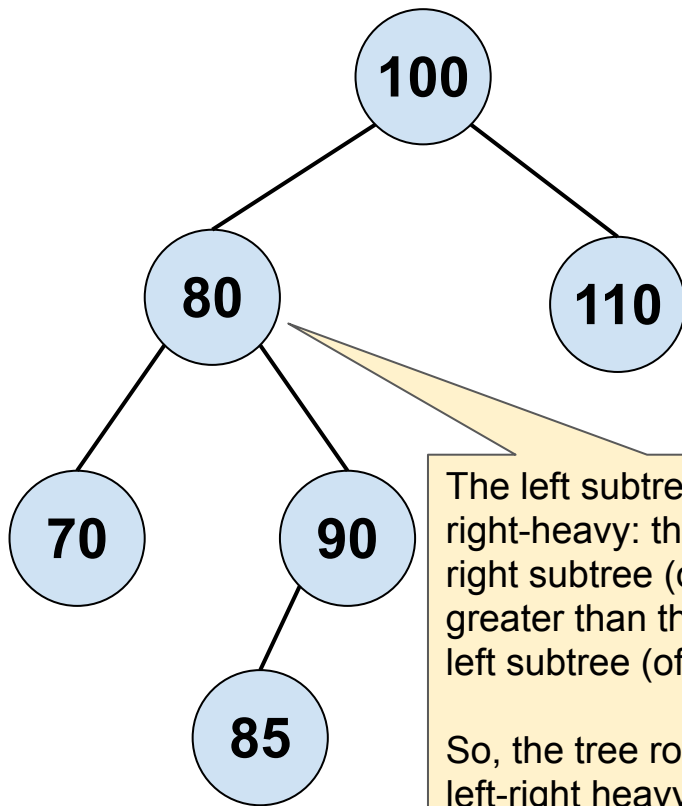 100
80
110
70
90
85
The left subtre
right-heavy: th
right subtree (
greater than th
left subtree (of
So, the tree ro
left-right heavy